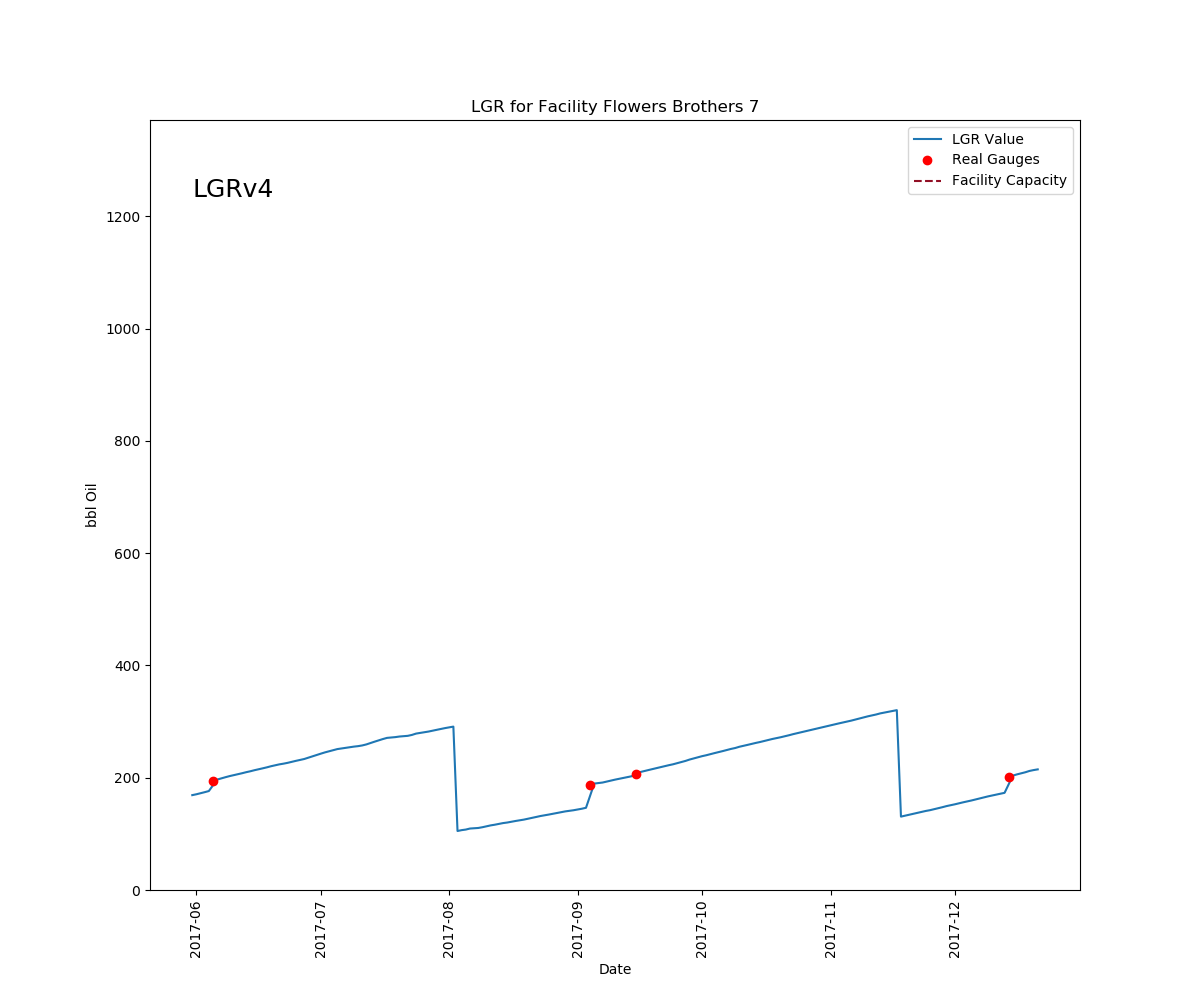 LGR for Facility Flowers Brothers 7
LGR Value
Real Gauges
Facility Capacity
LGRv4
1200
1000
800
600
400
200
0
bbl Oil
2017-06
2017-07
2017-08
2017-09
2017-10
2017-11
2017-12
Date